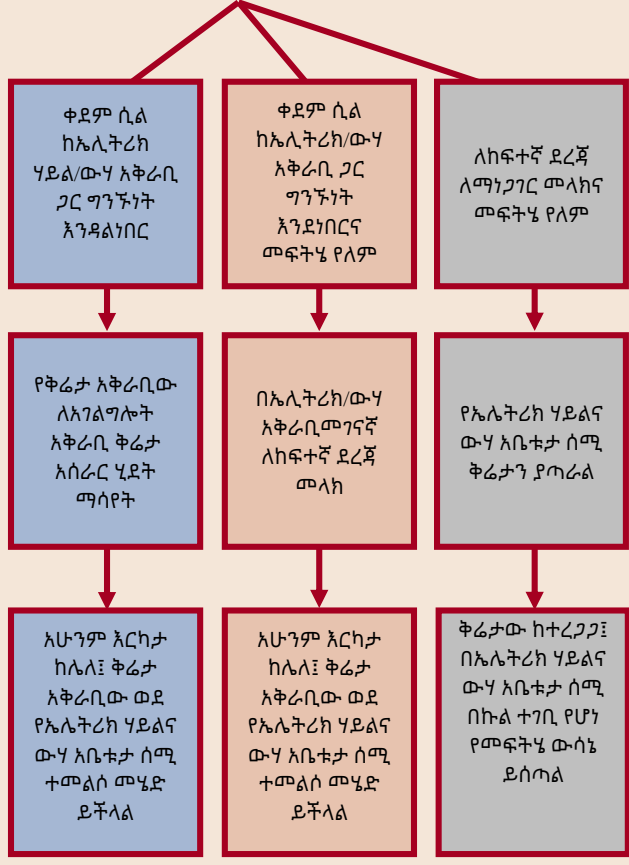 ቀደም ሲል
ከኤሊትሪክ
ሃይል/ውሃ አቅራቢ
ጋር ግንኙነት
እንዳልነበር
ቀደም ሲል
ከኤሊትሪክ/ውሃ
አቅራቢ ጋር
ግንኙነት
እንደነበርና
መፍትሄ የለም
ለከፍተኛ ደረጃ
ለማነጋገር መላክና
መፍትሄ የለም
የቅሬታ አቅራቢው
ለአገልግሎት
አቅራቢ ቅሬታ
አሰራር ሂደት
ማሳየት
በኤሊትሪክ/ውሃ
አቅራቢመገናኛ
ለከፍተኛ ደረጃ
መላክ
የኤሌትሪክ ሃይልና
ውሃ አቤቱታ ሰሚ
ቅሬታን ያጣራል
አሁንም እርካታ
ከሌለ፤ ቅሬታ
አቅራቢው ወደ
የኤሌትሪክ ሃይልና
ውሃ አቤቱታ ሰሚ
ተመልሶ መሄድ
ይችላል
አሁንም እርካታ
ከሌለ፤ ቅሬታ
አቅራቢው ወደ
የኤሌትሪክ ሃይልና
ውሃ አቤቱታ ሰሚ
ተመልሶ መሄድ
ይችላል
ቅሬታው ከተረጋጋ፤
በኤሌትሪክ ሃይልና
ውሃ አቤቱታ ሰሚ
በኩል ተገቢ የሆነ
የመፍትሄ ውሳኔ
ይሰጣል